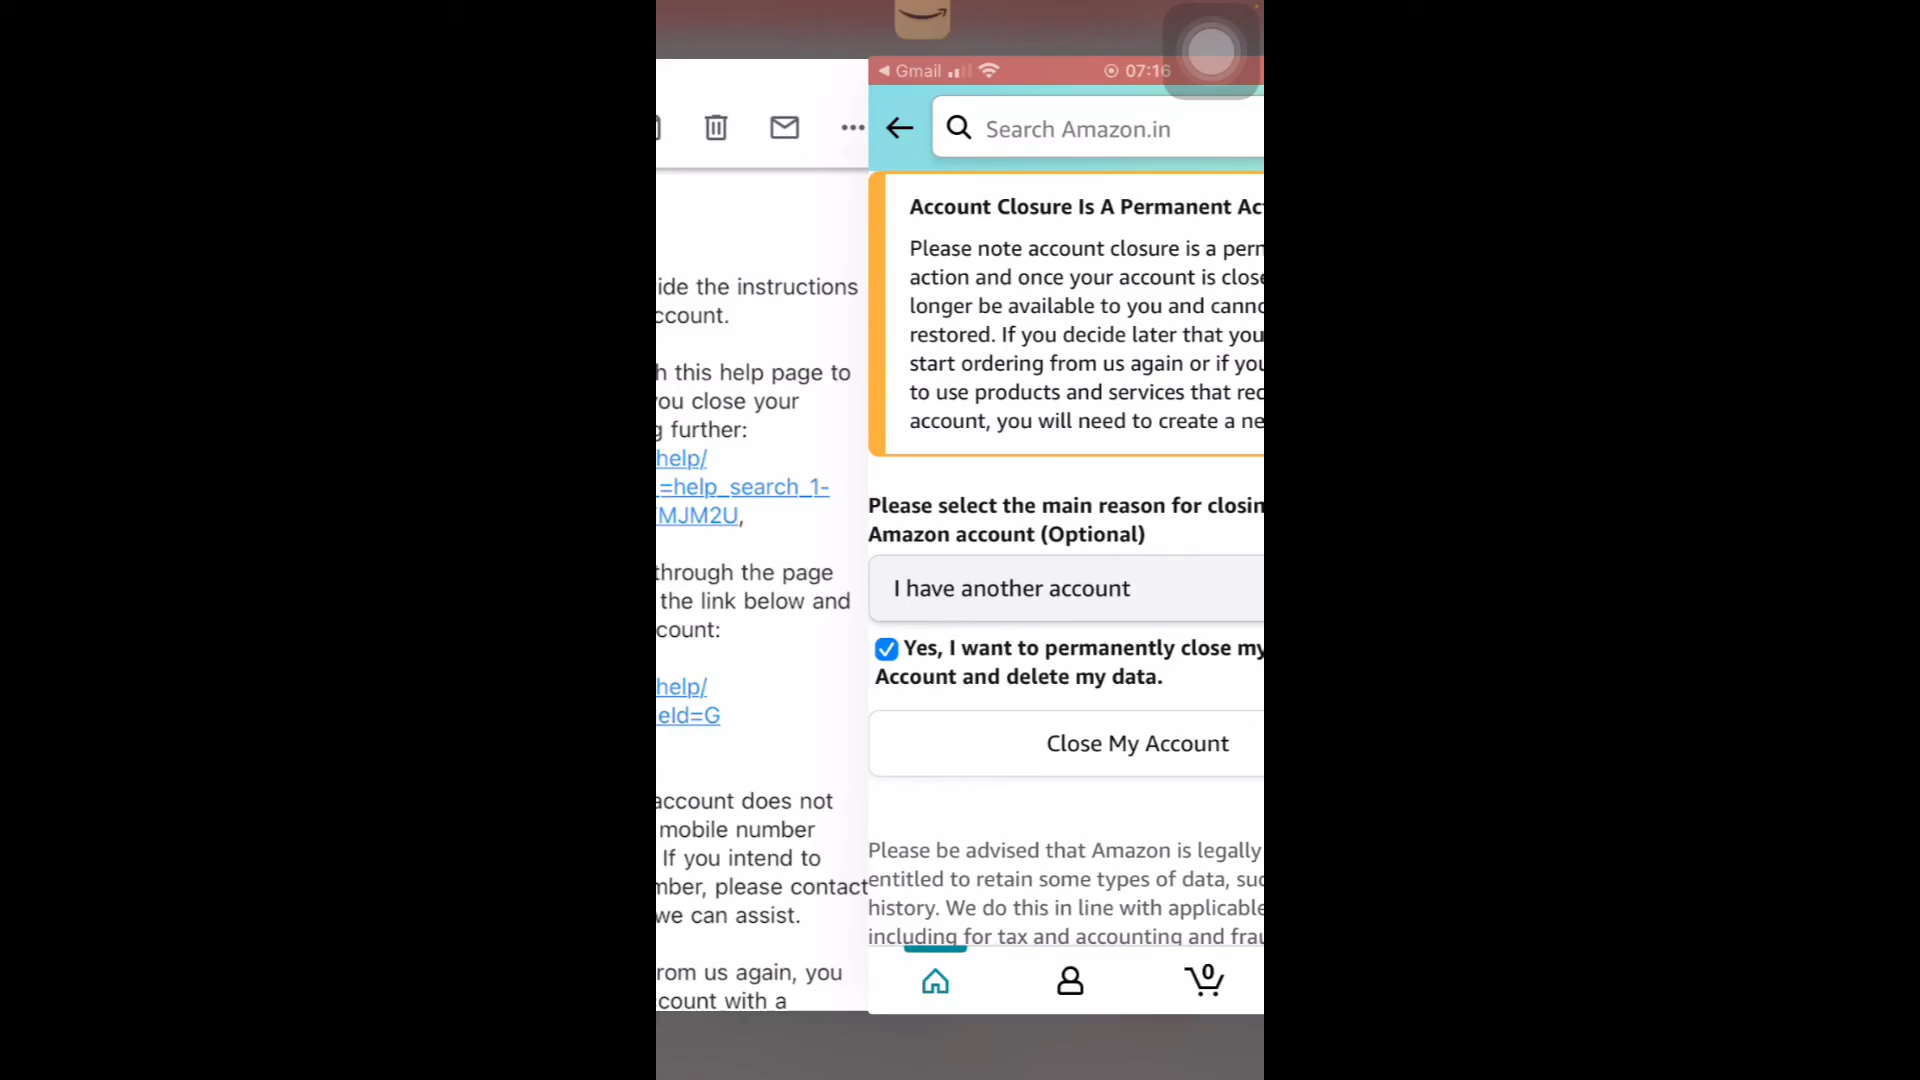 ide the instructions
ccount.
h this help page to
you close your
g further:
help/
=help_search_1-
MJM2U,
through the page
the link below and
count:
help/
eId=G
account does not
mobile number
If you intend to
mber, please contact
we can assist.
rom us again, you
count with a
Gmail
07:16
Search Amazon.in
Account Closure Is A Permanent Ac
Please note account closure is a perm
action and once your account is close
longer be available to you and canno
restored. If you decide later that you
start ordering from us again or if you
to use products and services that req
account, you will need to create a ne
Please select the main reason for closin
Amazon account (Optional)
I have another account
Yes, I want to permanently close my
Account and delete my data.
Close My Account
Please be advised that Amazon is legally
entitled to retain some types of data, suc
history. We do this in line with applicable
including for tax and accounting and frau
0